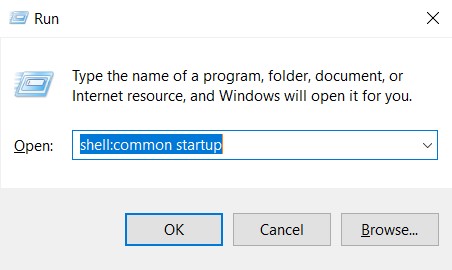 Run
Type the name of a program, folder, document, or
Internet resource, and Windows will open it for you.
Open: shell:common startup
OK Cancel Browse...